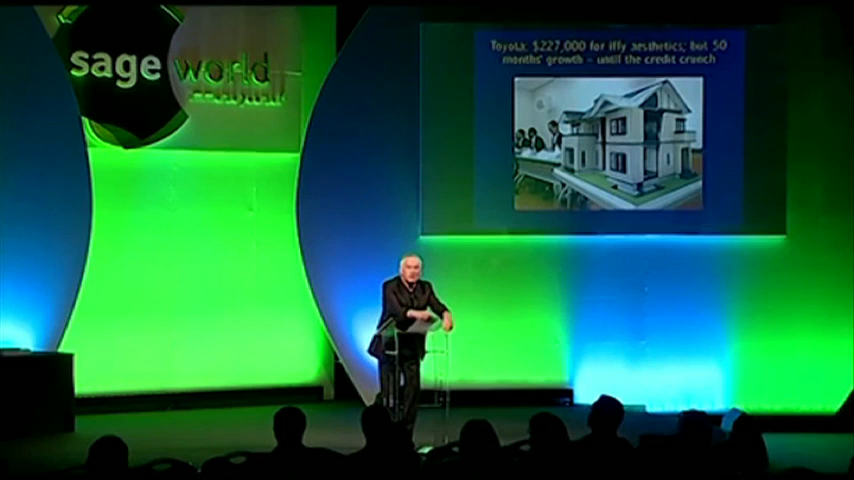 sage world
Toyota: $227,000 for iffy aesthetics; but 50
months' growth – until the credit crunch